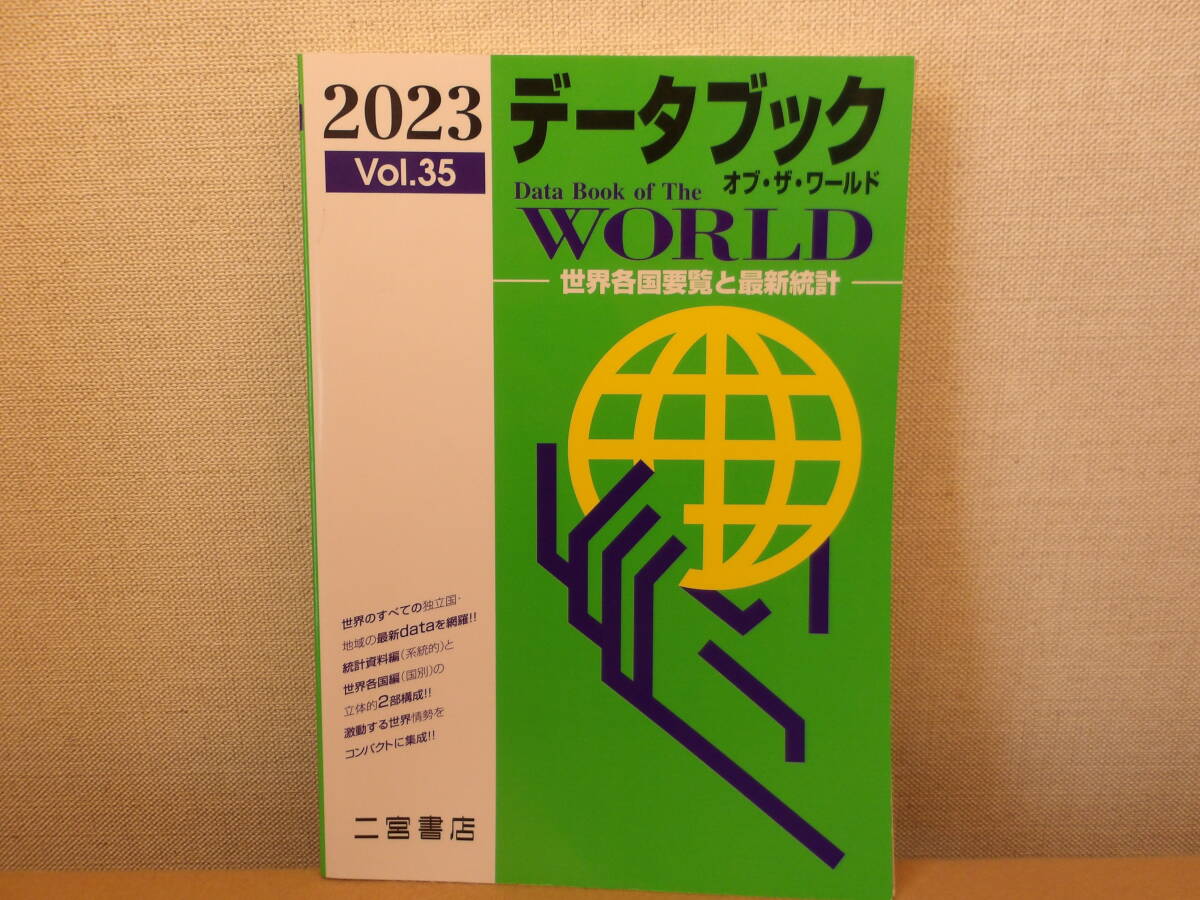 2023
Vol.35
データブック
オブ・ザ・ワールド
Data Book of The
WORLD
世界各国要覧と最新統計
世界のすべての独立国・
地域の最新dataを網羅!!
統計資料編(系統的)と
世界各国編(国別)の
立体的2部構成!!
激動する世界情勢を
コンパクトに集成!!
二宮書店